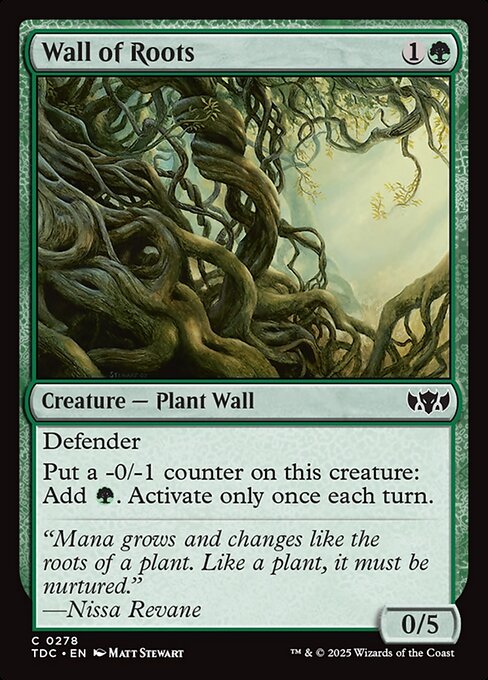 Wall of Roots 1
Creature — Plant Wall
Defender
Put a -0/-1 counter on this creature:
Add . Activate only once each turn.
“Mana grows and changes like the
roots of a plant. Like a plant, it must be
nurtured.”
—Nissa Revane
0/5
C 0278
TDC • EN Matt Stewart
™ & © 2025 Wizards of the Coast